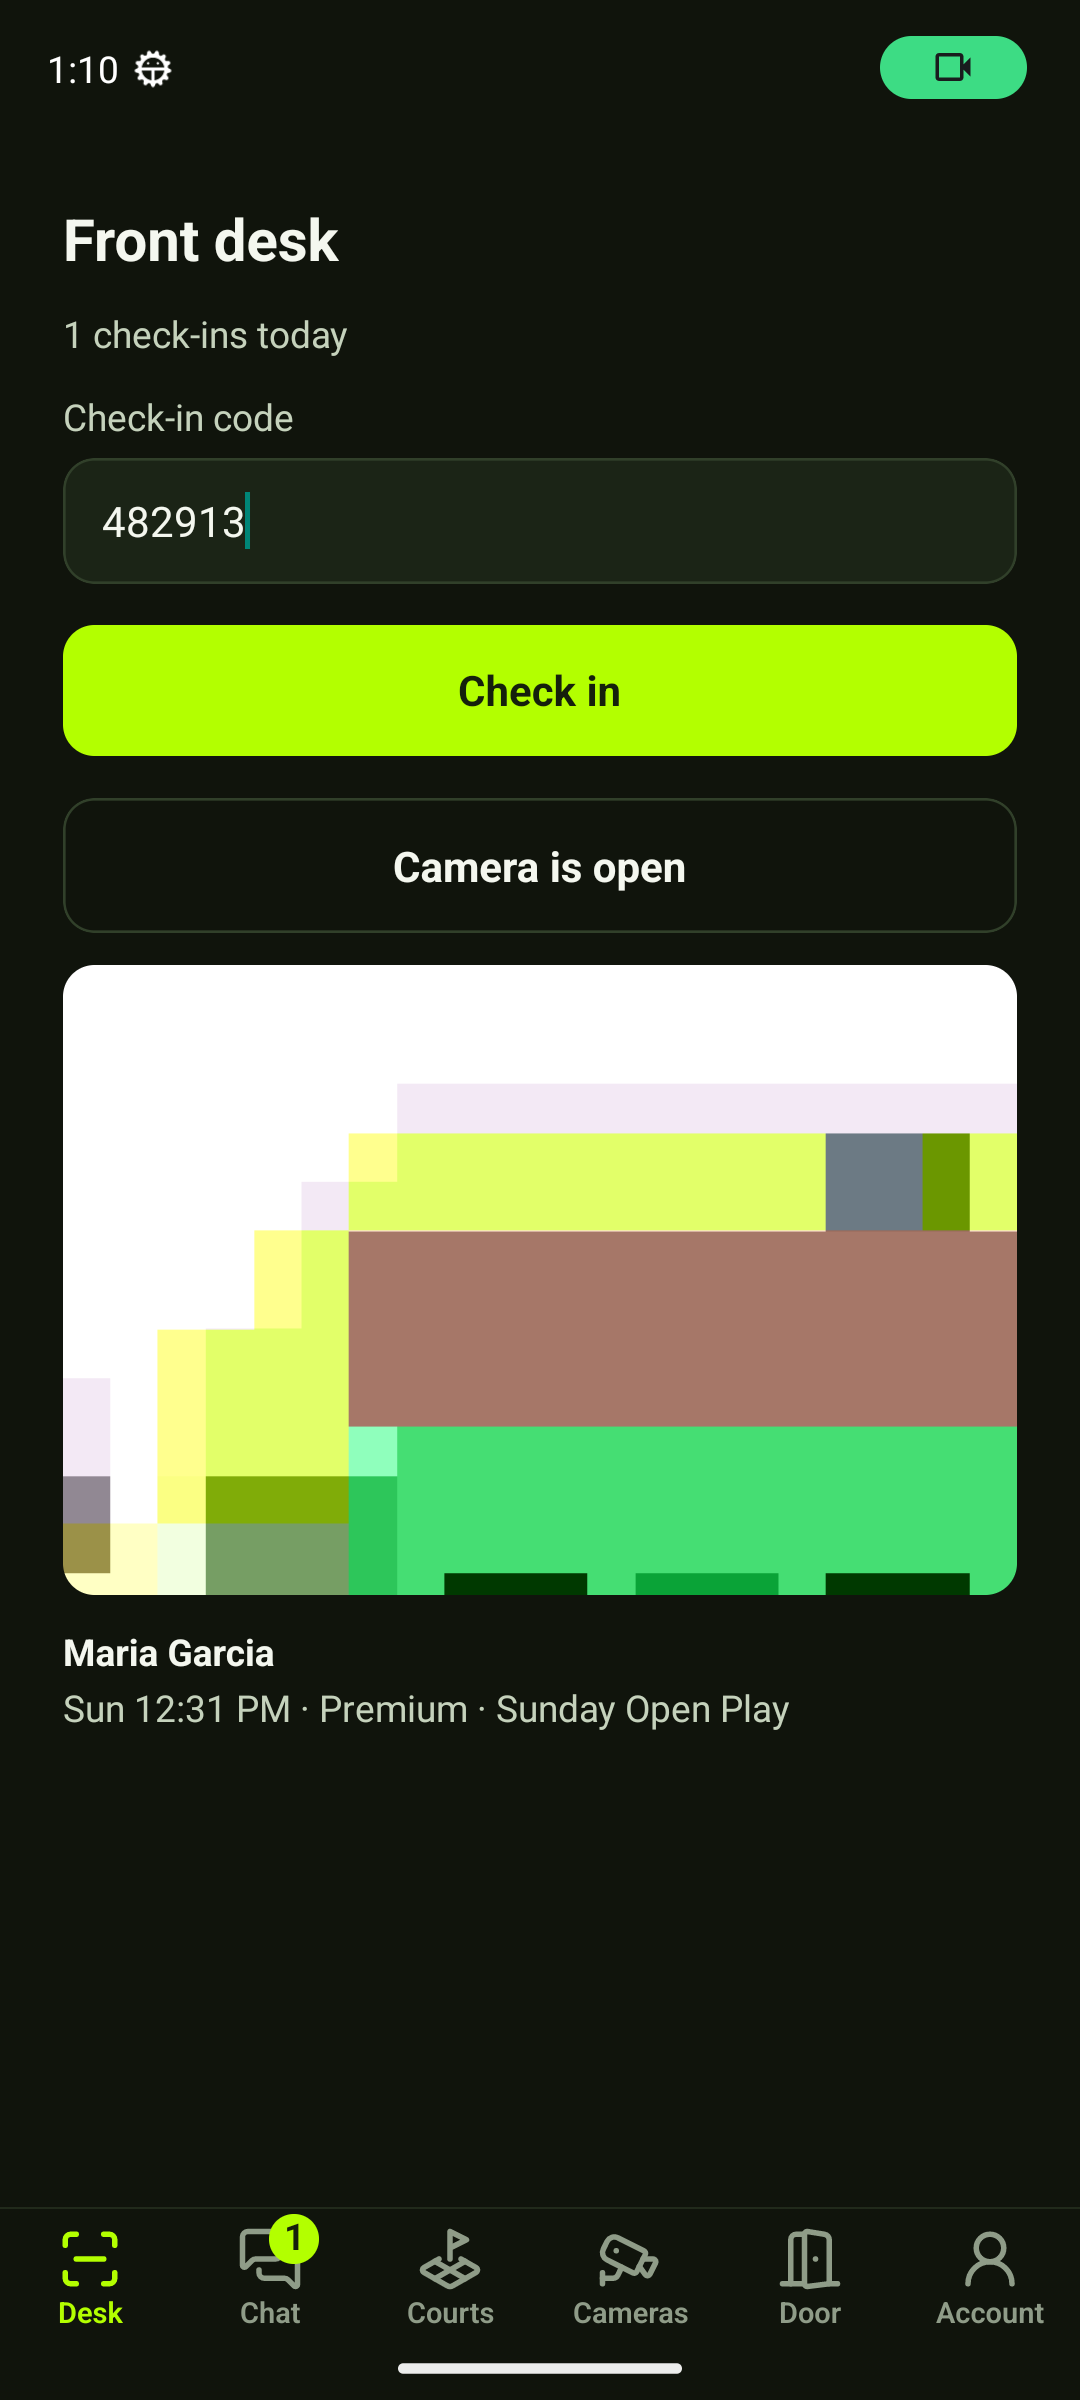 1:10
Front desk
1 check-ins today
Check-in code
482913
Check in
Camera is open
Maria Garcia
Sun 12:31 PM · Premium · Sunday Open Play
1
Desk
Chat
Courts
Cameras
Door
Account